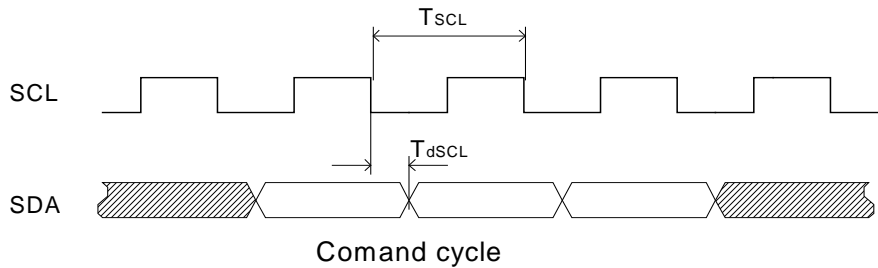 TSCL
SCL
TdSCL
SDA
Comand cycle